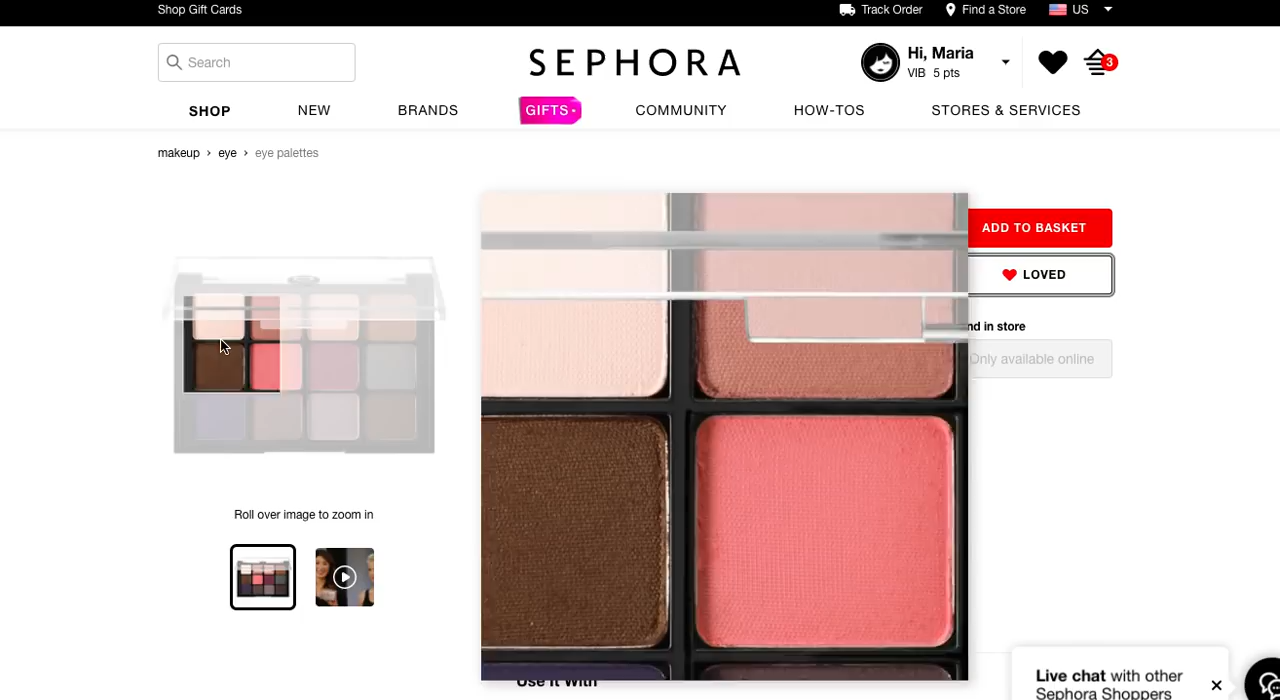 Shop Gift Cards
Track Order
Find a Store
US
Search
SEPHORA
Hi, Maria
VIB 5 pts
3
SHOP
NEW
BRANDS
GIFTS
COMMUNITY
HOW-TOS
STORES & SERVICES
makeup › eye › eye palettes
ADD TO BASKET
LOVED
nd in store
Only available online
Roll over image to zoom in
Use It With
Live chat with other
Sephora Shoppers